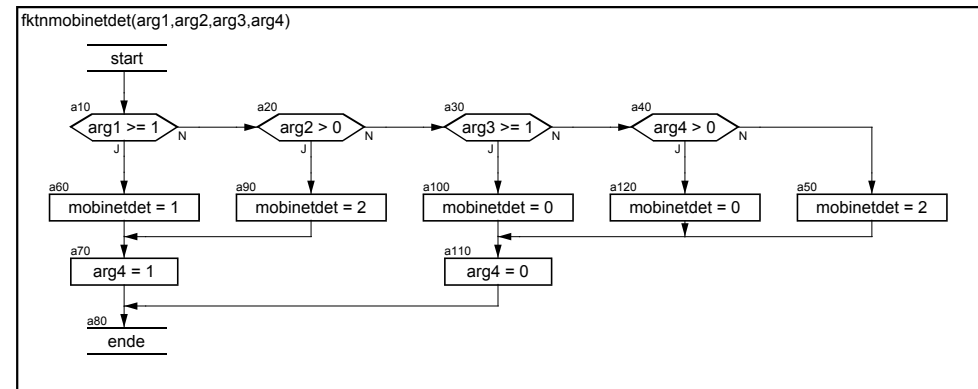 fktnmobinetdet(arg1,arg2,arg3,arg4)
start
a10
arg1 >= 1
N
J
a20
arg2 > 0
N
J
a30
arg3 >= 1
N
J
a40
arg4 > 0
N
J
a60
mobinetdet = 1
a90
mobinetdet = 2
a100
mobinetdet = 0
a120
mobinetdet = 0
a50
mobinetdet = 2
a70
arg4 = 1
a110
arg4 = 0
a80
ende